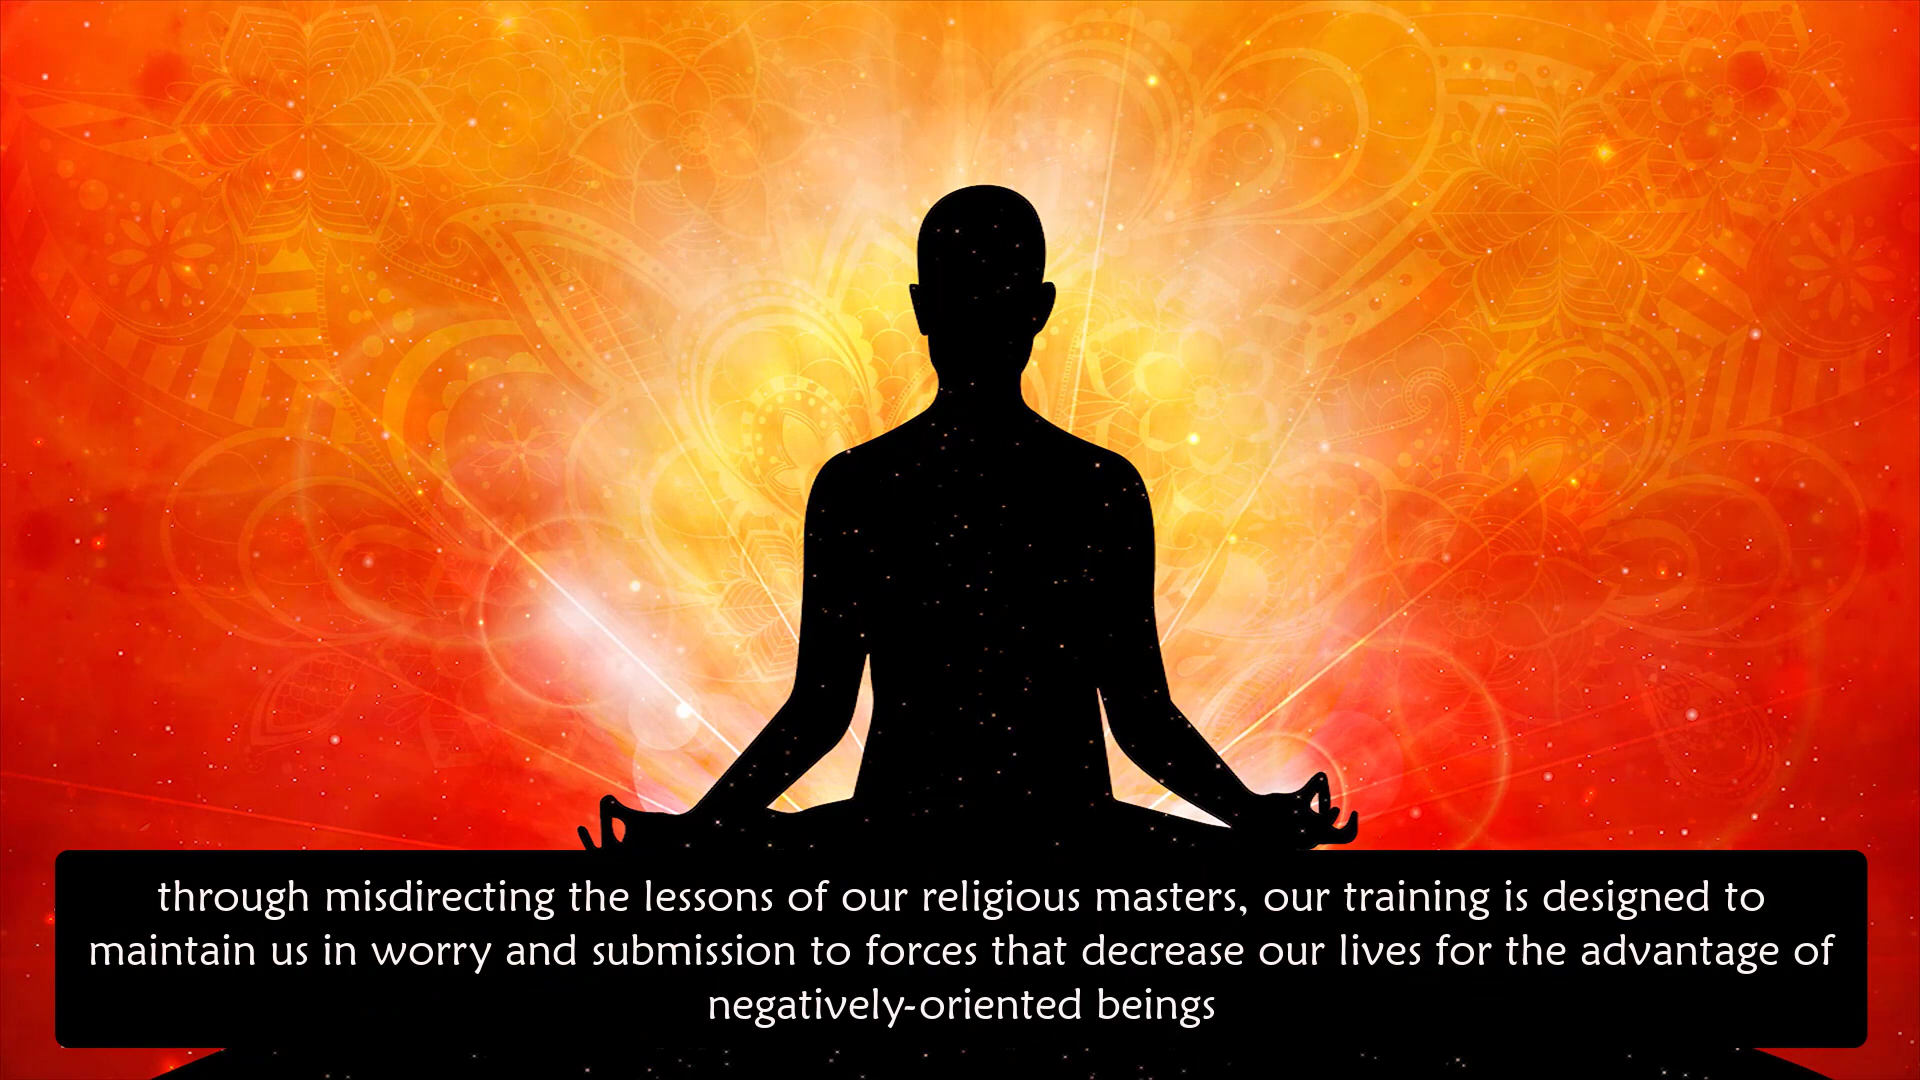 through misdirecting the lessons of our religious masters, our training is designed to
maintain us in worry and submission to forces that decrease our lives for the advantage of
negatively-oriented beings